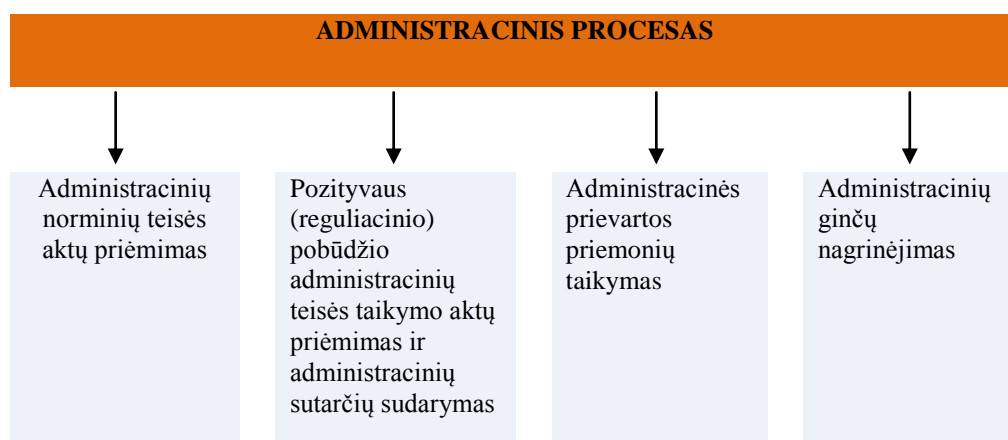 ADMINISTRACINIS PROCESAS
Administracinių
norminių teisės
aktų priėmimas
Pozityvaus
(reguliacinio)
pobūdžio
administracinių
teisės taikymo aktų
priėmimas ir
administracinių
sutarčių sudarymas
Administracinės
prievartos
priemonių
taikymas
Administracinių
ginčų
nagrinėjimas